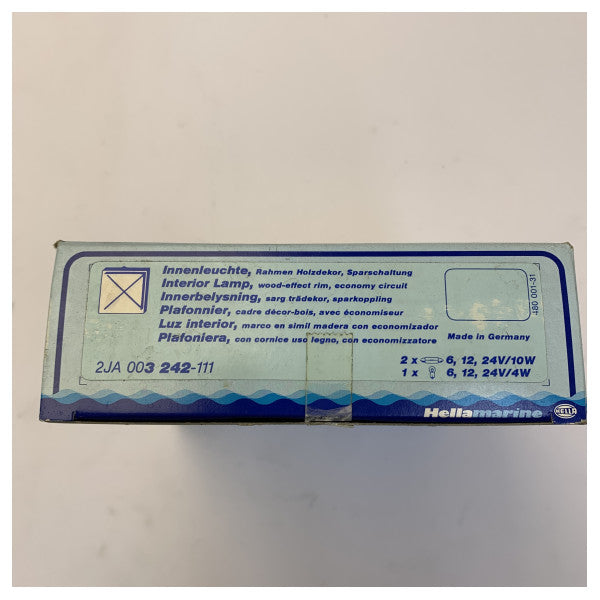 Innenleuchte, Rahmen Holzdekor, Sparschaltung
Interior Lamp, wood-effect rim, economy circuit
Innerbelysning, sarg trädekor, sparkoppling
Plafonnier, cadre décor-bois, avec économiseur
Luz interior, marco en simil madera con economizador
Plafoniera, con cornice uso legno, con economizzatore
480 001-31
Made in Germany
2JA 003 242-111
2 x 6, 12, 24V/10W
1 x 6, 12, 24V/4W
Hellamarine
HELLA